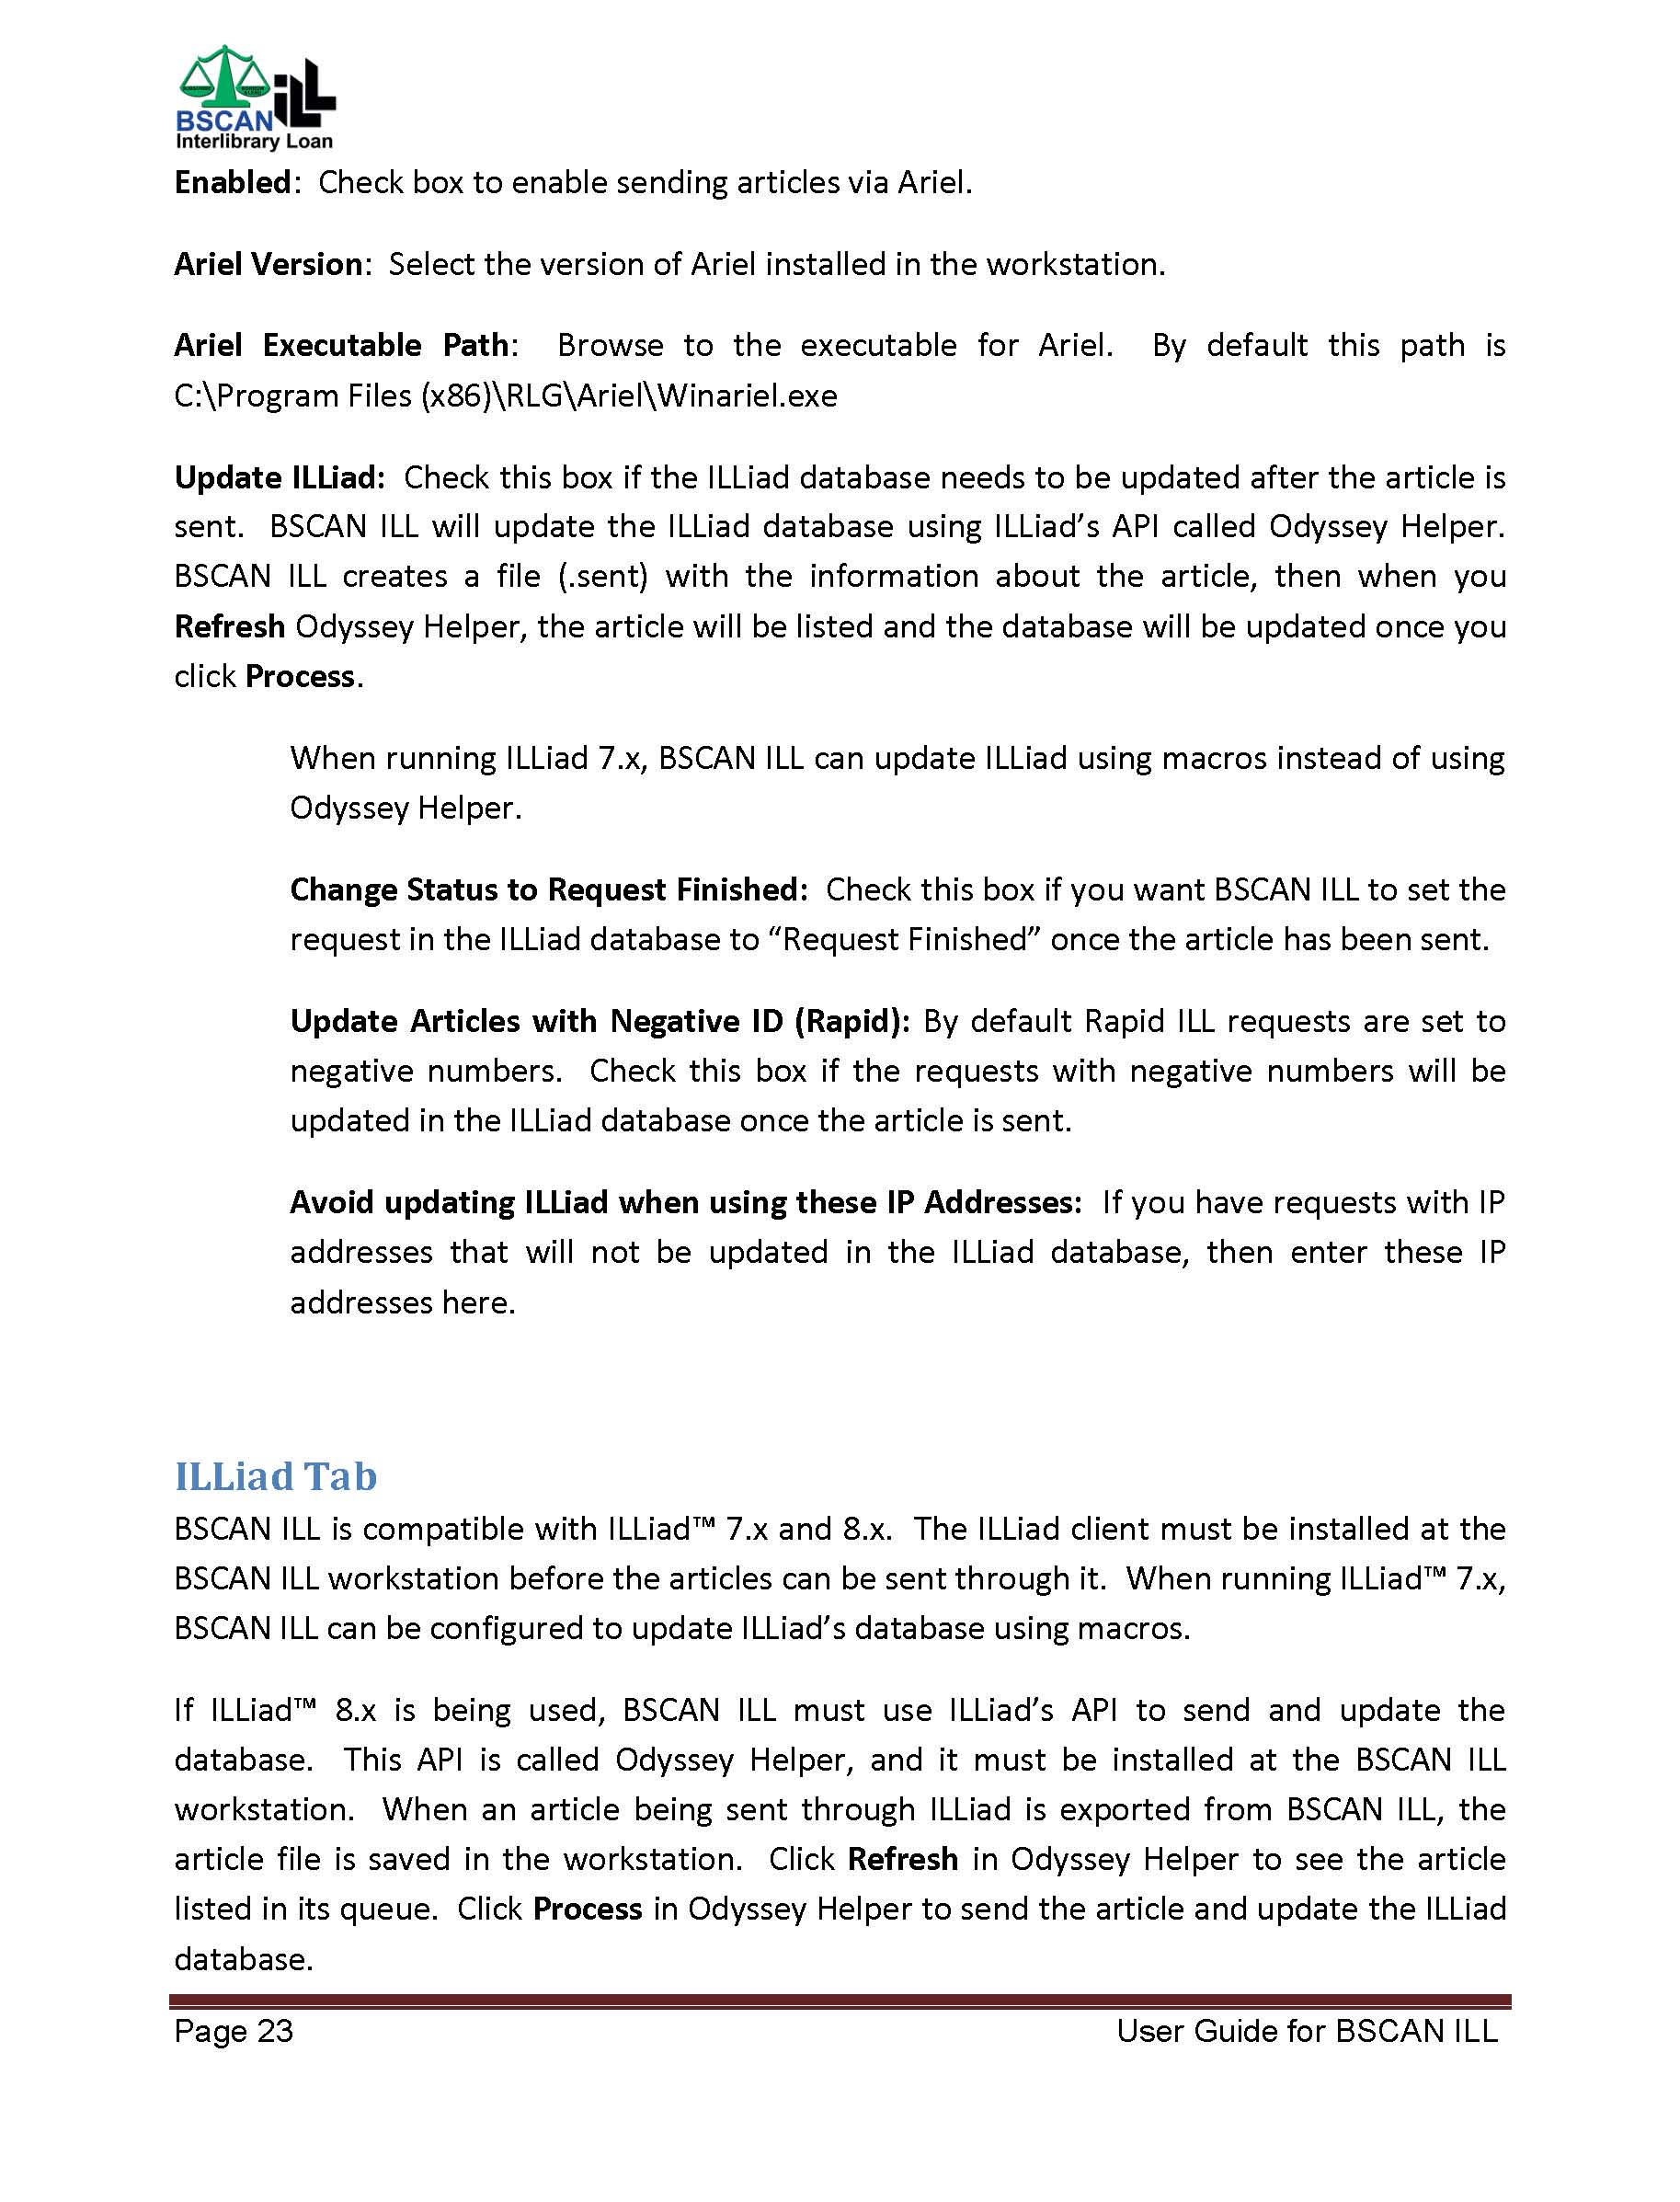 BSCAN ILL
Interlibrary Loan
Enabled: Check box to enable sending articles via Ariel.
Ariel Version: Select the version of Ariel installed in the workstation.
Ariel Executable Path: Browse to the executable for Ariel. By default this path is
C:\Program Files (x86)\RLG\Ariel\Winariel.exe
Update ILLiad: Check this box if the ILLiad database needs to be updated after the article is
sent. BSCAN ILL will update the ILLiad database using ILLiad’s API called Odyssey Helper.
BSCAN ILL creates a file (.sent) with the information about the article, then when you
Refresh Odyssey Helper, the article will be listed and the database will be updated once you
click Process.
When running ILLiad 7.x, BSCAN ILL can update ILLiad using macros instead of using
Odyssey Helper.
Change Status to Request Finished: Check this box if you want BSCAN ILL to set the
request in the ILLiad database to “Request Finished” once the article has been sent.
Update Articles with Negative ID (Rapid): By default Rapid ILL requests are set to
negative numbers. Check this box if the requests with negative numbers will be
updated in the ILLiad database once the article is sent.
Avoid updating ILLiad when using these IP Addresses: If you have requests with IP
addresses that will not be updated in the ILLiad database, then enter these IP
addresses here.
ILLiad Tab
BSCAN ILL is compatible with ILLiad™ 7.x and 8.x. The ILLiad client must be installed at the
BSCAN ILL workstation before the articles can be sent through it. When running ILLiad™ 7.x,
BSCAN ILL can be configured to update ILLiad’s database using macros.
If ILLiad™ 8.x is being used, BSCAN ILL must use ILLiad’s API to send and update the
database. This API is called Odyssey Helper, and it must be installed at the BSCAN ILL
workstation. When an article being sent through ILLiad is exported from BSCAN ILL, the
article file is saved in the workstation. Click Refresh in Odyssey Helper to see the article
listed in its queue. Click Process in Odyssey Helper to send the article and update the ILLiad
database.
Page 23 User Guide for BSCAN ILL